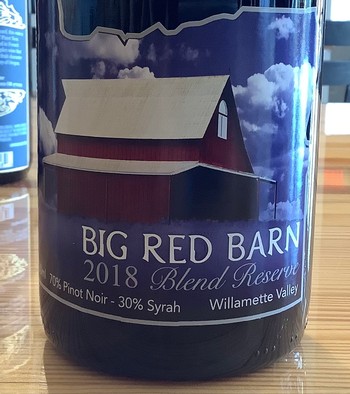 BIG RED BARN
2018 Blend Reserve
70% Pinot Noir - 30% Syrah Willamette Valley